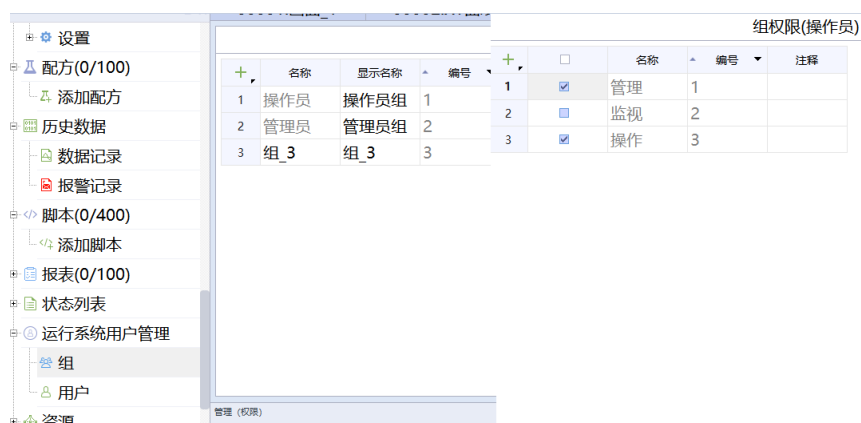 设置
配方(0/100)
添加配方
历史数据
数据记录
报警记录
脚本(0/400)
添加脚本
报表(0/100)
状态列表
运行系统用户管理
组
用户
资源
名称 显示名称 编号
1 操作员 操作员组 1
2 管理员 管理员组 2
3 组_3 组_3 3
管理 (权限)
组权限(操作员)
名称 编号 注释
1 管理 1
2 监视 2
3 操作 3